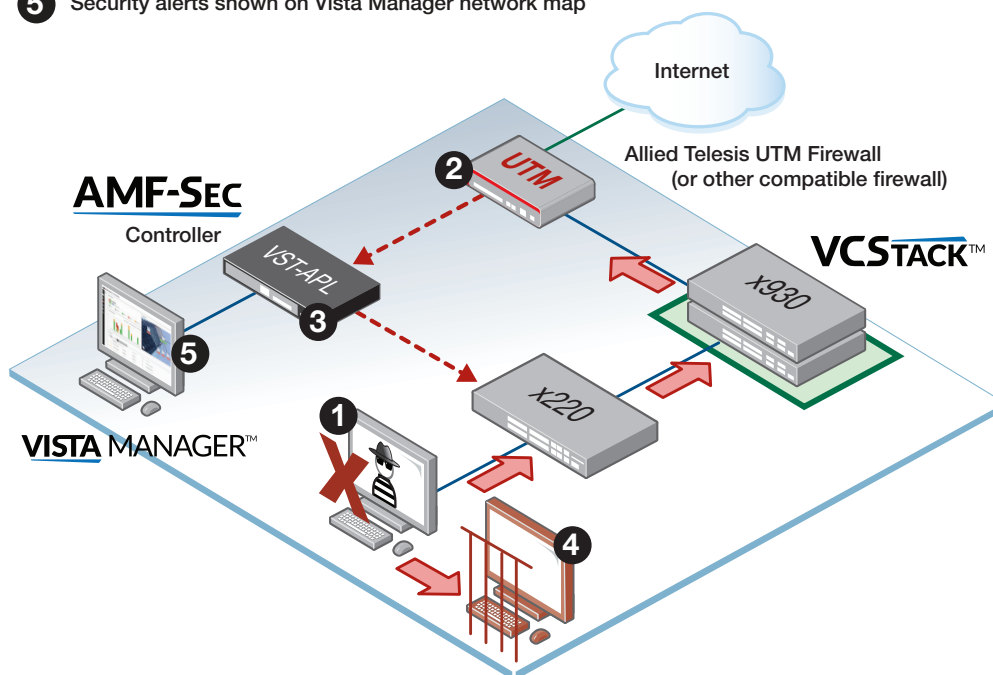 5 Security alerts shown on Vista Manager network map
Internet
Allied Telesis UTM Firewall
(or other compatible firewall)
2
UTM
AMF-SEC
Controller
VCSTACK™
VST-APL
x930
3
5
x220
1
VISTA MANAGER™
4